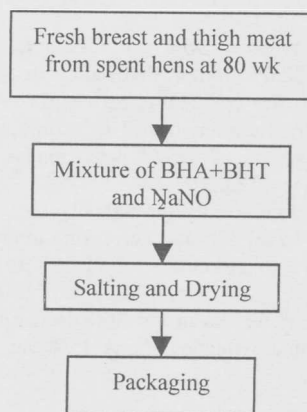 Fresh breast and thigh meat
from spent hens at 80 wk
Mixture of BHA+BHT
and NaNO
2
Salting and Drying
Packaging